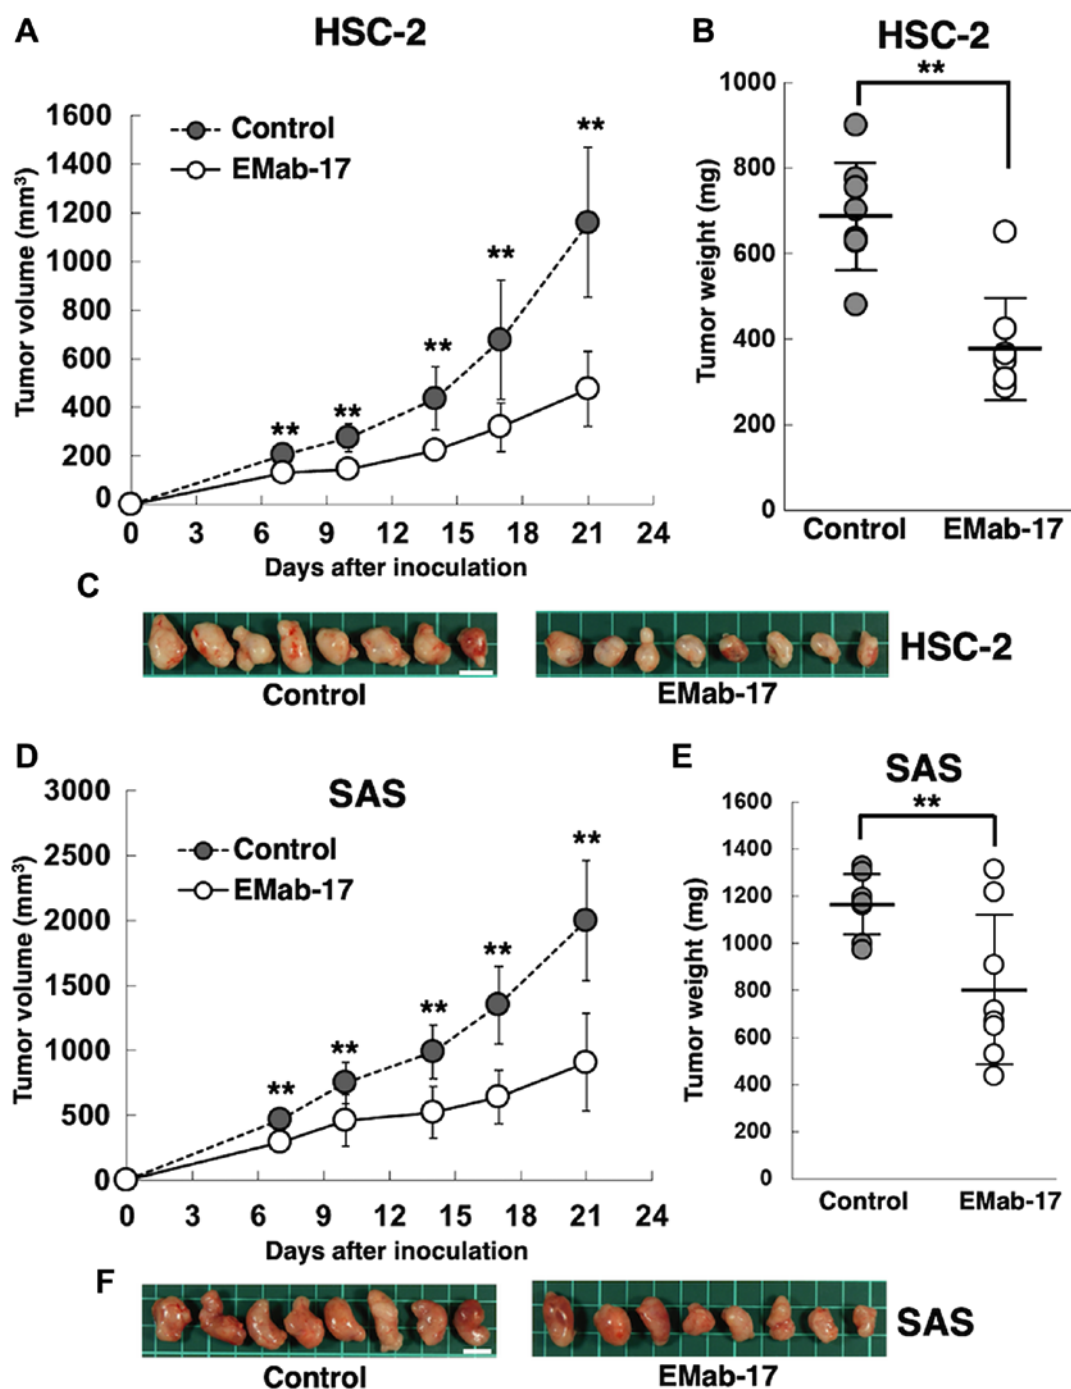 A
HSC-2
Tumor volume (mm³)
1600
1400
1200
1000
800
600
400
200
0
Control
EMab-17
**
**
**
**
**
0 3 6 9 12 15 18 21 24
Days after inoculation
B
HSC-2
**
Tumor weight (mg)
1000
800
600
400
200
0
Control EMab-17
C
HSC-2
Control EMab-17
D
SAS
Tumor volume (mm³)
3000
2500
2000
1500
1000
500
0
Control
EMab-17
**
**
**
**
**
0 3 6 9 12 15 18 21 24
Days after inoculation
E
SAS
**
Tumor weight (mg)
1600
1400
1200
1000
800
600
400
200
0
Control EMab-17
F
SAS
Control EMab-17